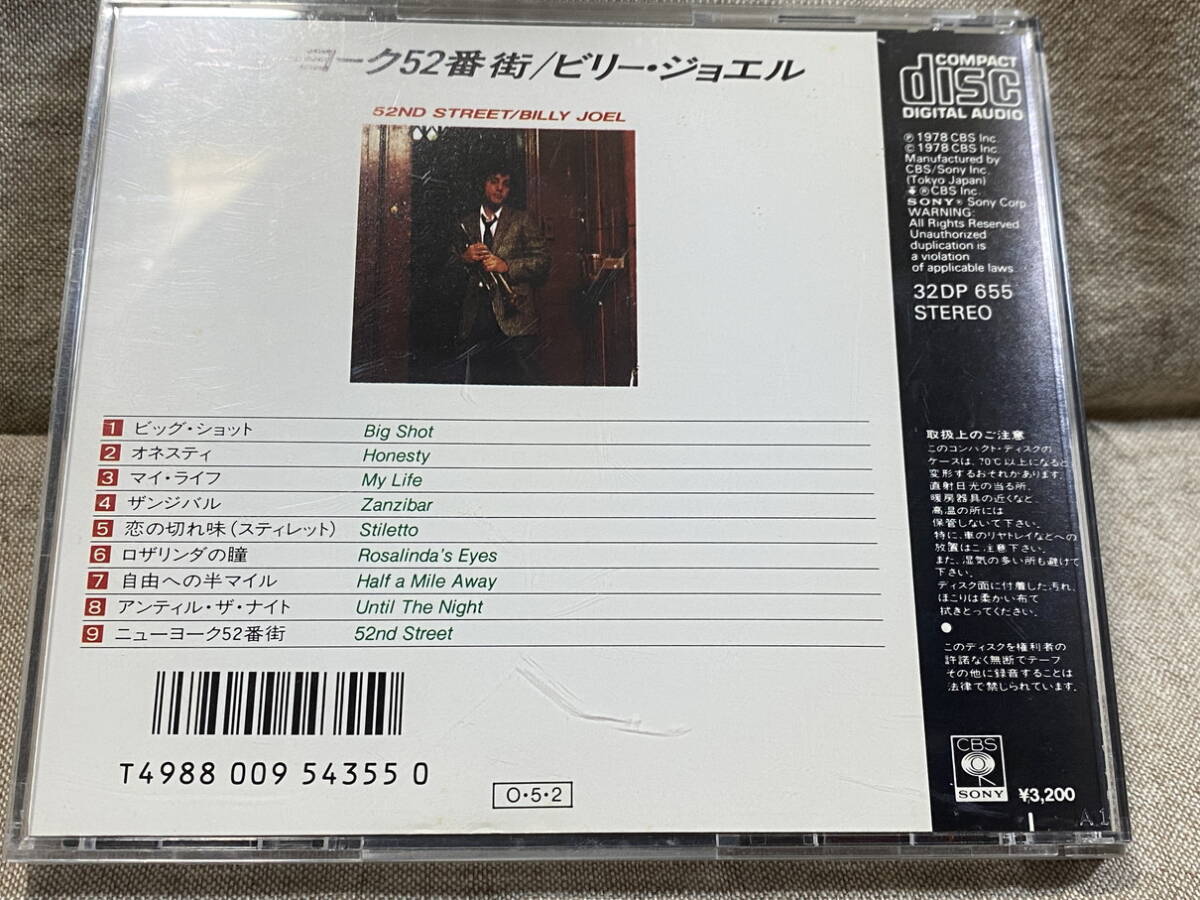 ヨーク52番街/ビリー・ジョエル
52ND STREET/BILLY JOEL
1 ビッグ・ショット Big Shot
2 オネスティ Honesty
3 マイ・ライフ My Life
4 ザンジバル Zanzibar
5 恋の切れ味(スティレット) Stiletto
6 ロザリンダの瞳 Rosalinda's Eyes
7 自由への半マイル Half a Mile Away
8 アンティル・ザ・ナイト Until The Night
9 ニューヨーク52番街 52nd Street
T4988 009 54355 0
O・5・2
COMPACT
disc
DIGITAL AUDIO
Ⓟ 1978 CBS Inc.
© 1978 CBS Inc.
Manufactured by
CBS/Sony Inc.
(Tokyo Japan)
Ⓟ CBS Inc.
SONY® Sony Corp.
WARNING:
All Rights Reserved.
Unauthorized
duplication is
a violation
of applicable laws.
32DP 655
STEREO
取扱上のご注意
このコンパクト・ディスクの
ケースは、70℃以上になると
変形するおそれがあります。
直射日光の当る所、
暖房器具の近くなど、
高温の所には
保管しないで下さい。
特に、車のリヤトレイなどへの
放置はご注意下さい。
また、湿気の多い所も避けて
下さい。
ディスク面に付着した汚れ、
ほこりは柔かい布で
拭きとってください。
このディスクを権利者の
許諾なく無断でテープ
その他に録音することは
法律で禁じられています。
CBS
SONY
¥3,200
A1